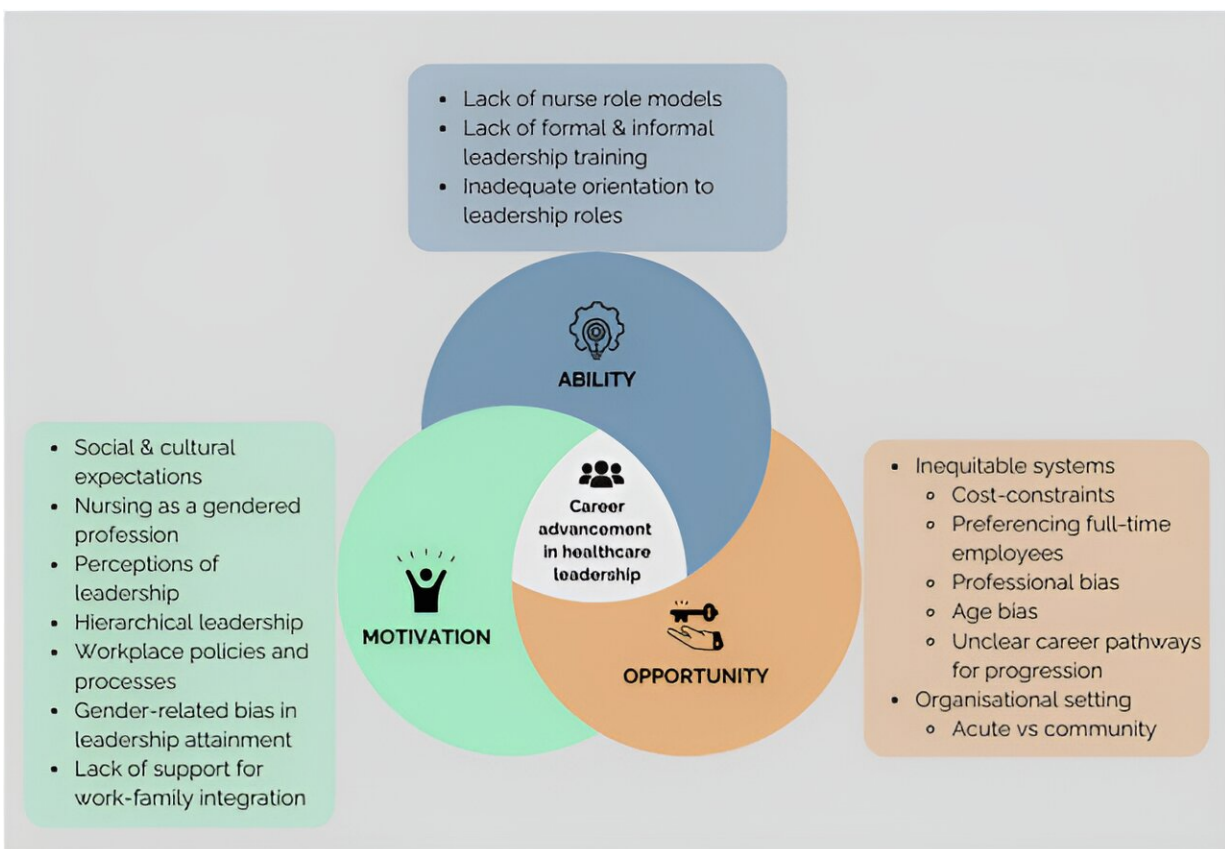 • Lack of nurse role models
• Lack of formal & informal
leadership training
• Inadequate orientation to
leadership roles
ABILITY
• Social & cultural
expectations
• Nursing as a gendered
profession
• Perceptions of
leadership
• Hierarchical leadership
• Workplace policies and
processes
• Gender-related bias in
leadership attainment
• Lack of support for
work-family integration
MOTIVATION
Career
advancement
in healthcare
leadership
OPPORTUNITY
• Inequitable systems
○ Cost-constraints
○ Preferencing full-time
employees
○ Professional bias
○ Age bias
○ Unclear career pathways
for progression
• Organisational setting
○ Acute vs community